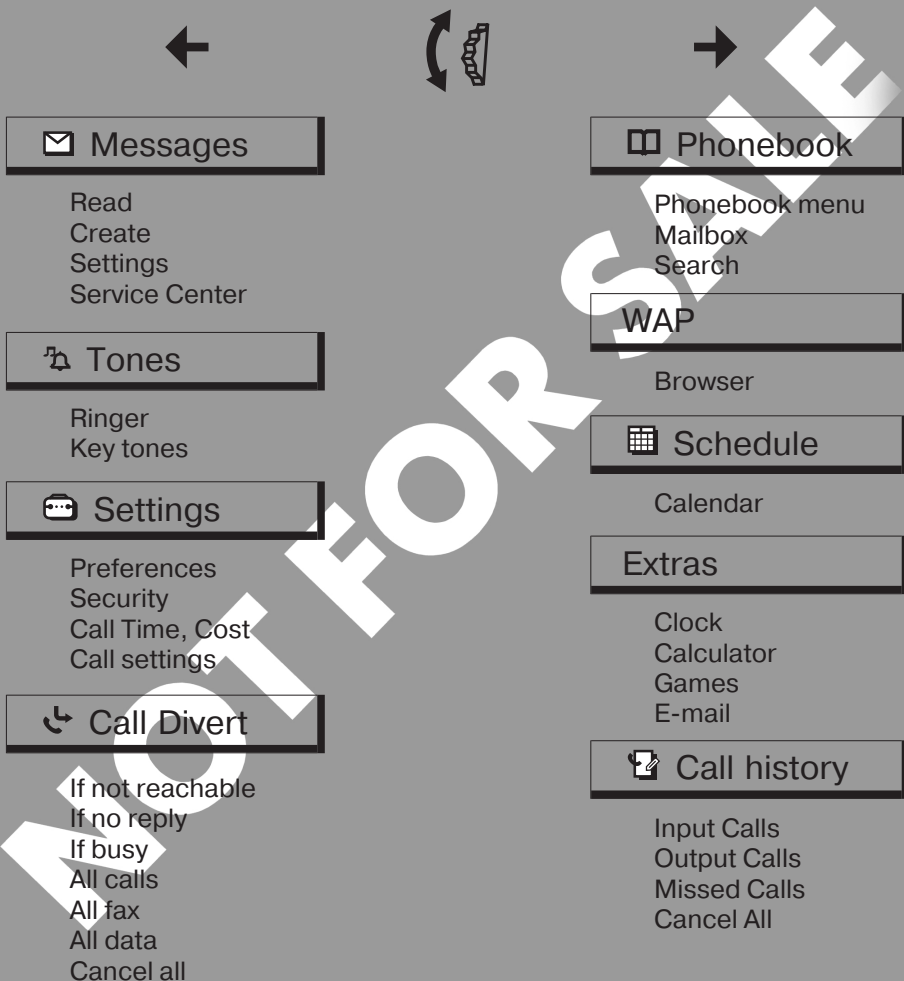 Messages
Read
Create
Settings
Service Center
Tones
Ringer
Key tones
Settings
Preferences
Security
Call Time, Cost
Call settings
Call Divert
If not reachable
If no reply
If busy
All calls
All fax
All data
Cancel all
Phonebook
Phonebook menu
Mailbox
Search
WAP
Browser
Schedule
Calendar
Extras
Clock
Calculator
Games
E-mail
Call history
Input Calls
Output Calls
Missed Calls
Cancel All
NOT FOR SALE